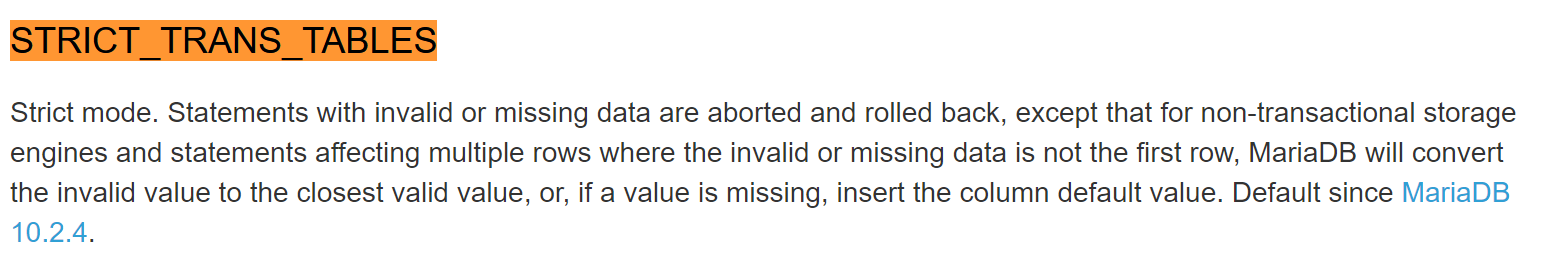 STRICT_TRANS_TABLES
Strict mode. Statements with invalid or missing data are aborted and rolled back, except that for non-transactional storage
engines and statements affecting multiple rows where the invalid or missing data is not the first row, MariaDB will convert
the invalid value to the closest valid value, or, if a value is missing, insert the column default value. Default since MariaDB
10.2.4.